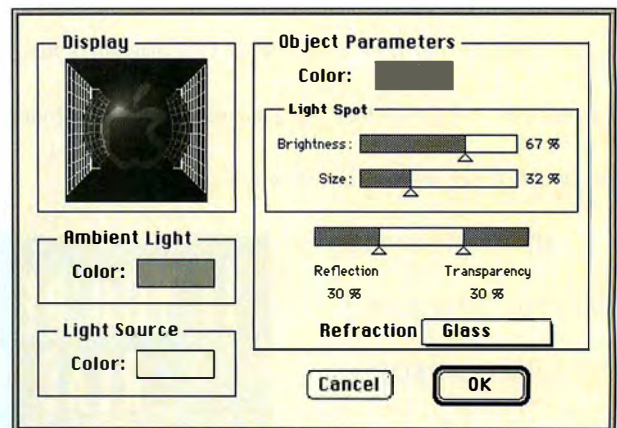 Display
Object Parameters
Color:
Light Spot
Brightness: 67 %
Size: 32 %
Ambient Light
Color:
Reflection Transparency
30 % 30 %
Light Source
Color:
Refraction Glass
Cancel OK